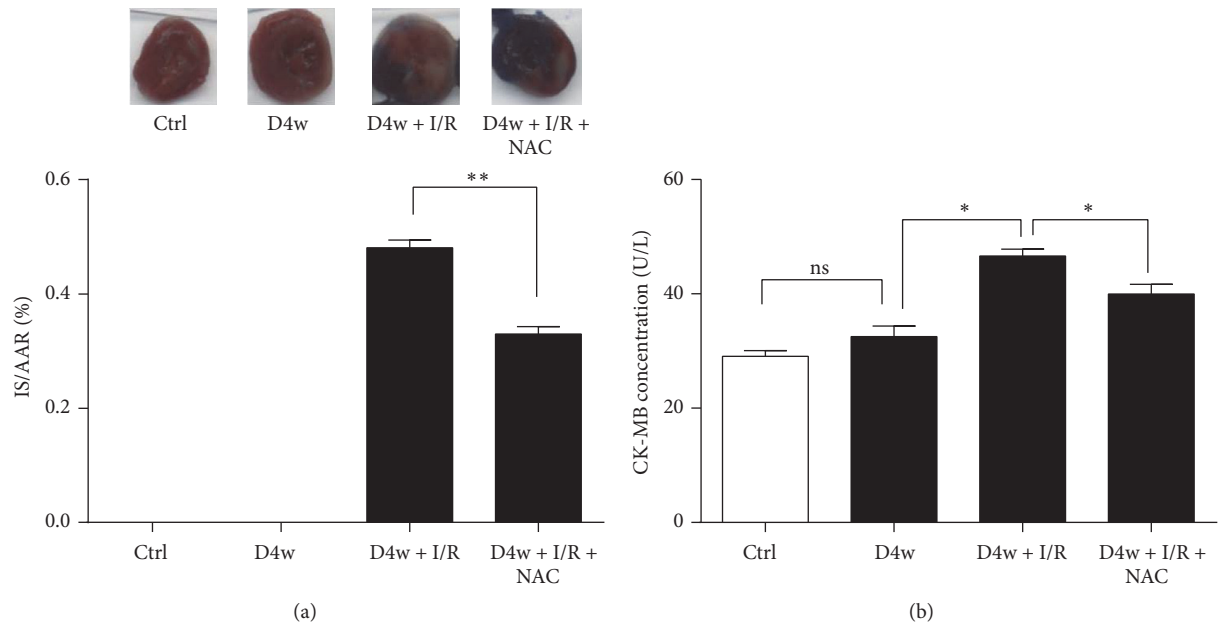 Ctrl
D4w
D4w + I/R
D4w + I/R +
NAC
IS/AAR (%)
0.6
0.4
0.2
0.0
**
Ctrl
D4w
D4w + I/R
D4w + I/R +
NAC
(a)
CK-MB concentration (U/L)
60
40
20
0
ns
*
*
Ctrl
D4w
D4w + I/R
D4w + I/R +
NAC
(b)